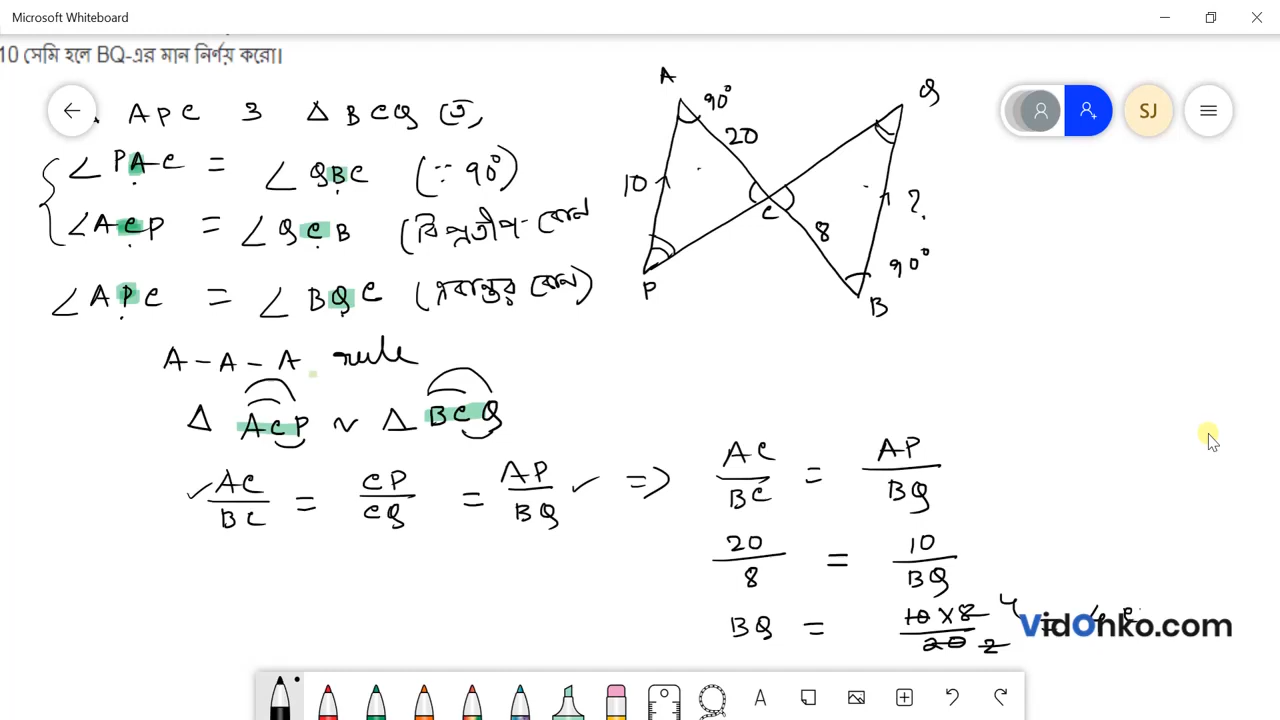 Microsoft Whiteboard
10 সেমি হলে BQ-এর মান নির্ণয় করো।
APC ও Δ BCQ তে,
∠PAC = ∠QBC (∵ 90°)
∠ACP = ∠QCB (বিপ্রতীপ কোন
∠APC = ∠BQC (একান্তর কোন)
A-A-A rule
Δ ACP ~ Δ BCQ
AC/BC = CP/CQ = AP/BQ => AC/BC = AP/BQ
20/8 = 10/BQ
BQ = 10×8/20 4 2 =
A 90° 20 10 P C 8 B 90° ? Q
SJ
VidOnko.com
A